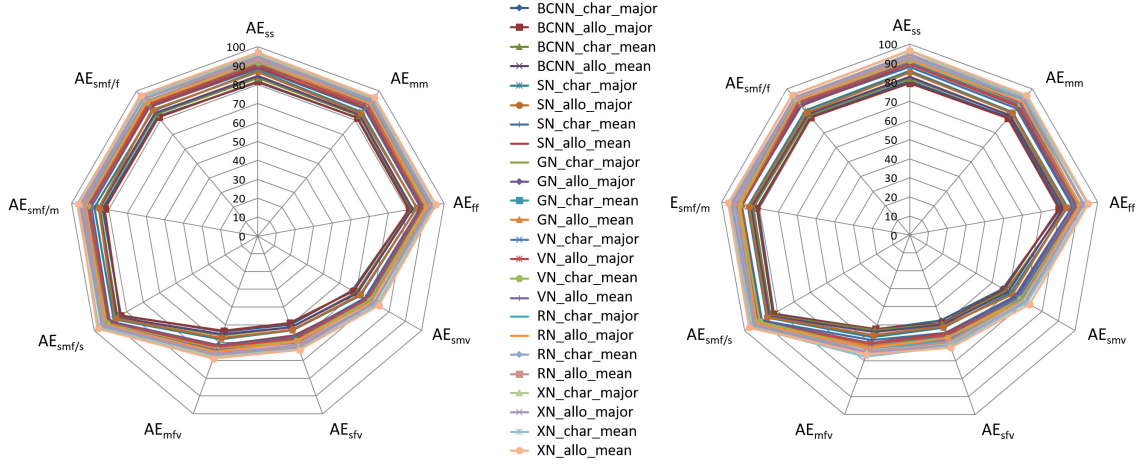 AEss
AEmm
AEff
AEsmv
AEsfv
AEmfv
AEsmf/s
AEsmf/m
AEsmf/f
100
90
80
70
60
50
40
30
20
10
0
BCNN_char_major
BCNN_allo_major
BCNN_char_mean
BCNN_allo_mean
SN_char_major
SN_allo_major
SN_char_mean
SN_allo_mean
GN_char_major
GN_allo_major
GN_char_mean
GN_allo_mean
VN_char_major
VN_allo_major
VN_char_mean
VN_allo_mean
RN_char_major
RN_allo_major
RN_char_mean
RN_allo_mean
XN_char_major
XN_allo_major
XN_char_mean
XN_allo_mean
AEss
AEmm
AEff
AEsmv
AEsfv
AEmfv
AEsmf/s
Esmf/m
AEsmf/f
100
90
80
70
60
50
40
30
20
10
0